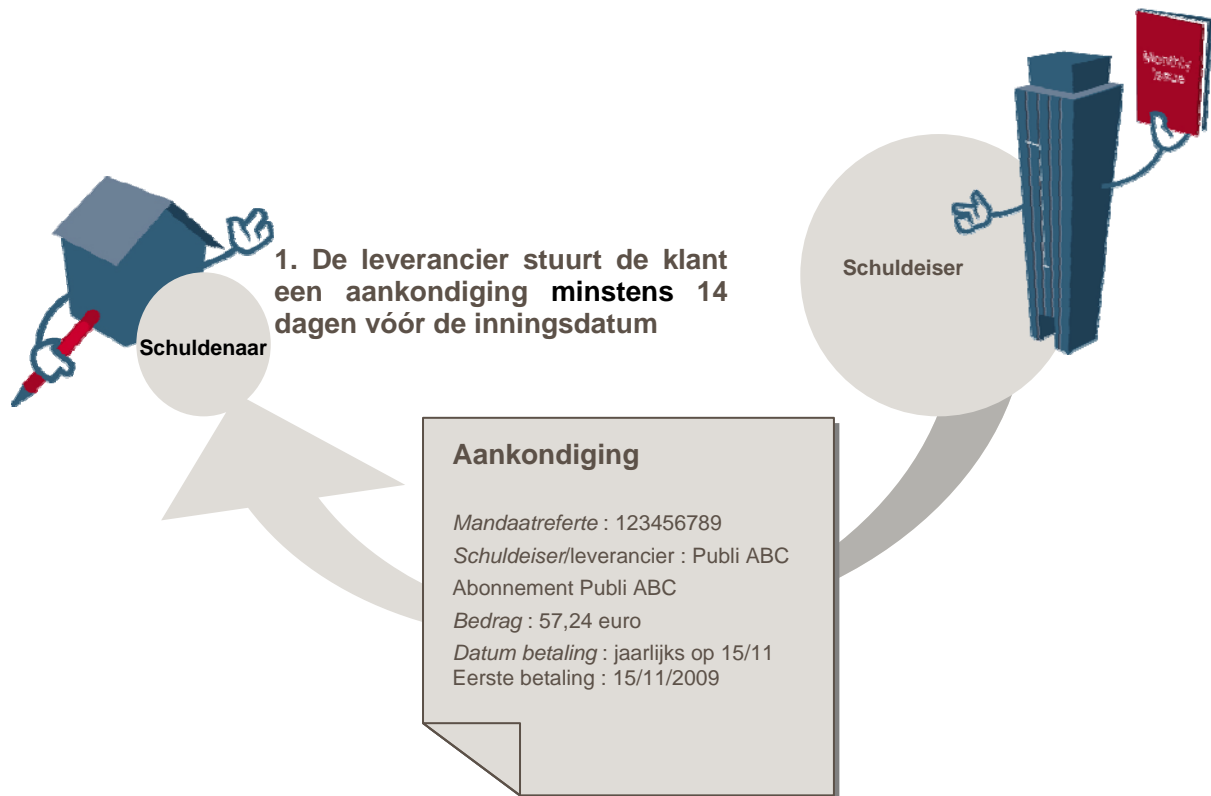 Monthly
Issue
1. De leverancier stuurt de klant
een aankondiging minstens 14
dagen vóór de inningsdatum
Schuldenaar
Schuldeiser
Aankondiging
Mandaatreferte : 123456789
Schuldeiser/leverancier : Publi ABC
Abonnement Publi ABC
Bedrag : 57,24 euro
Datum betaling : jaarlijks op 15/11
Eerste betaling : 15/11/2009